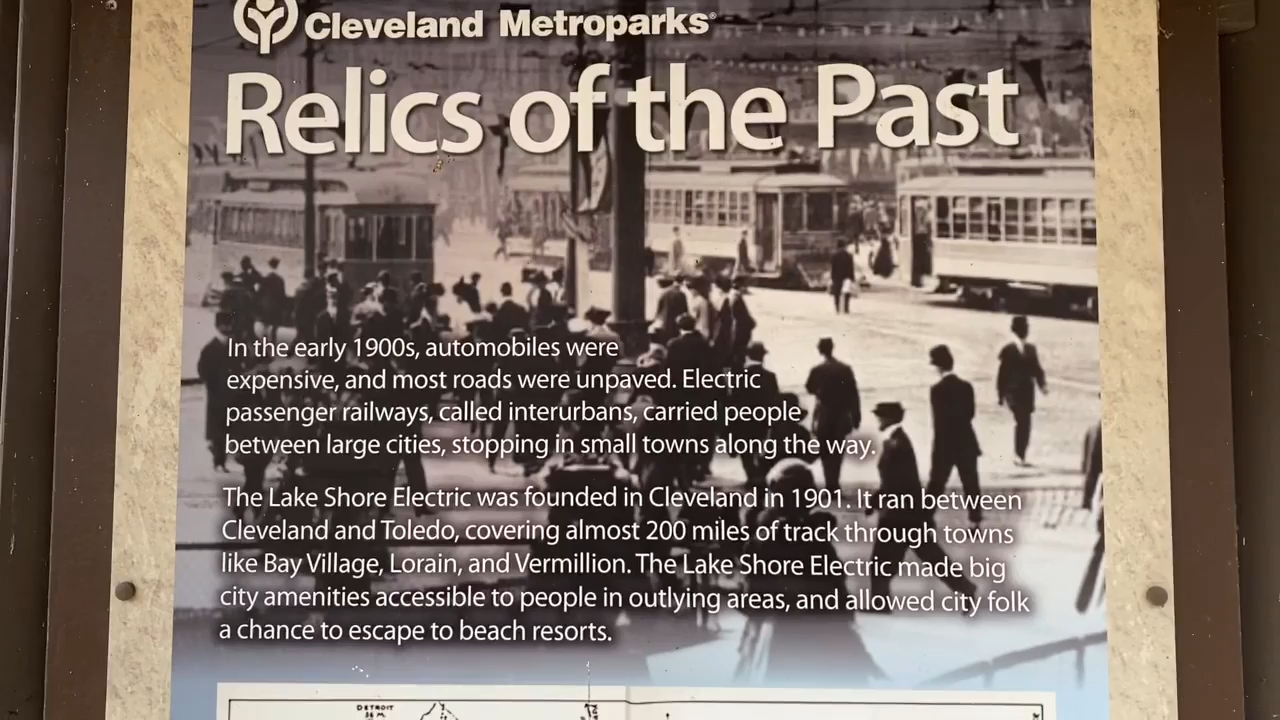 Cleveland Metroparks®
Relics of the Past
In the early 1900s, automobiles were
expensive, and most roads were unpaved. Electric
passenger railways, called interurbans, carried people
between large cities, stopping in small towns along the way.
The Lake Shore Electric was founded in Cleveland in 1901. It ran between
Cleveland and Toledo, covering almost 200 miles of track through towns
like Bay Village, Lorain, and Vermillion. The Lake Shore Electric made big
city amenities accessible to people in outlying areas, and allowed city folk
a chance to escape to beach resorts.
DETROIT